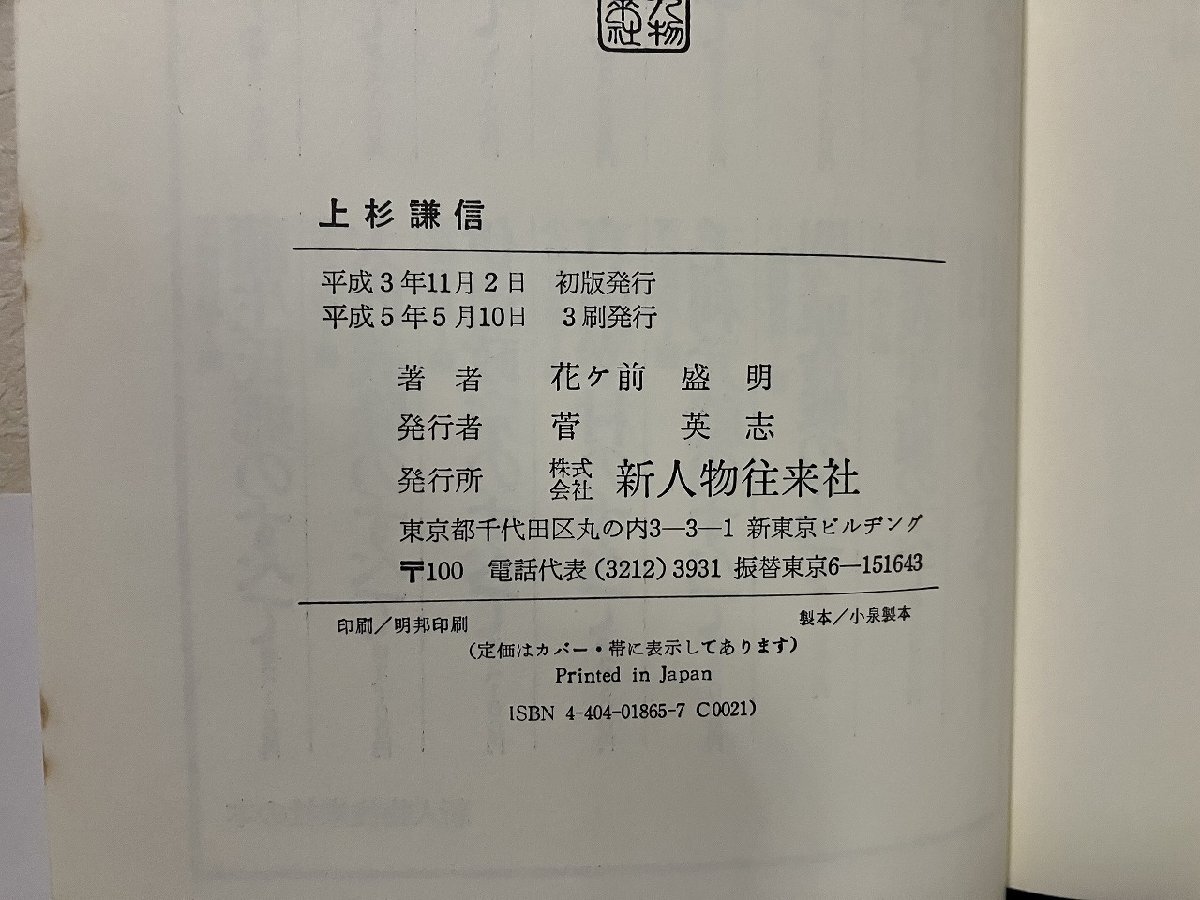 人物
来社
上杉謙信
平成3年11月2日 初版発行
平成5年5月10日 3刷発行
著者 花ケ前 盛明
発行者 菅 英志
発行所 株式会社 新人物往来社
東京都千代田区丸の内3―3―1 新東京ビルヂング
〒100 電話代表(3212)3931 振替東京6―151643
印刷/明邦印刷 製本/小泉製本
(定価はカバー・帯に表示してあります)
Printed in Japan
ISBN 4-404-01865-7 C0021)